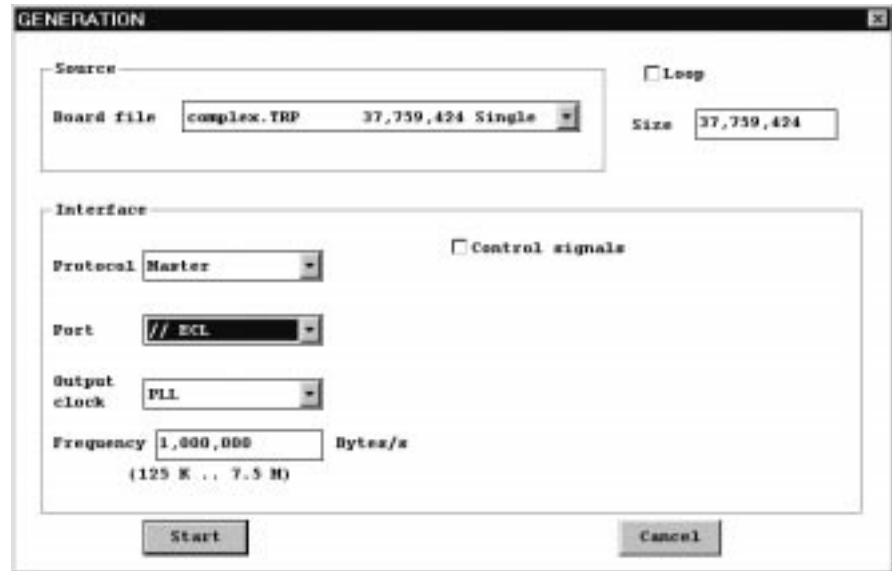 GENERATION
Source
Board file complex.TRP 37,759,424 Single
Loop
Size 37,759,424
Interface
Protocol Master
Control signals
Port // ECL
Output
clock PLL
Frequency 1,000,000 Bytes/s
(125 K .. 7.5 M)
Start
Cancel